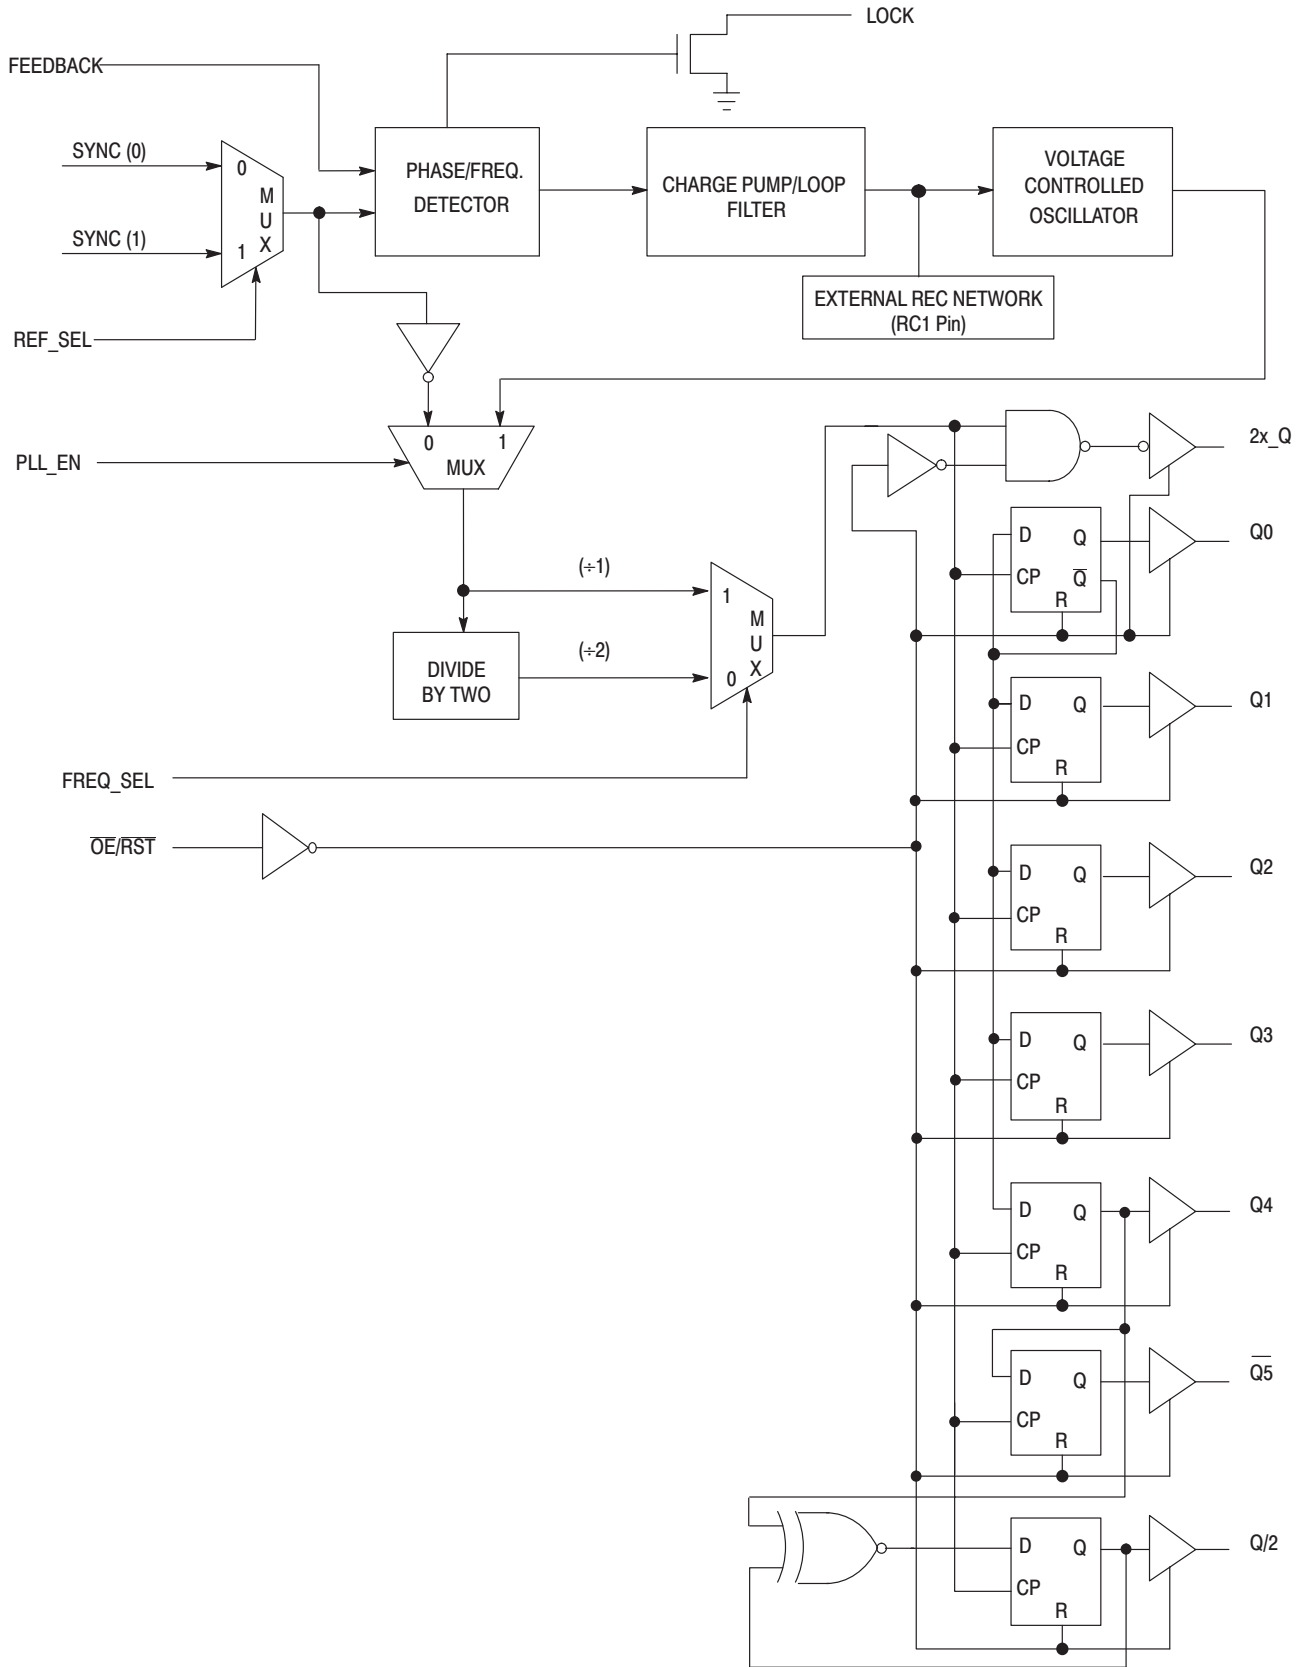 LOCK
FEEDBACK
SYNC (0)
0
M
U
X
SYNC (1)
1
REF_SEL
PHASE/FREQ.
DETECTOR
CHARGE PUMP/LOOP
FILTER
VOLTAGE
CONTROLLED
OSCILLATOR
EXTERNAL REC NETWORK
(RC1 Pin)
0 1
MUX
PLL_EN
(÷1)
(÷2)
DIVIDE
BY TWO
1
M
U
X
0
FREQ_SEL
OE/RST
2x_Q
D Q
CP Q
R
Q0
D Q
CP
R
Q1
D Q
CP
R
Q2
D Q
CP
R
Q3
D Q
CP
R
Q4
D Q
CP
R
Q5
D Q
CP
R
Q/2